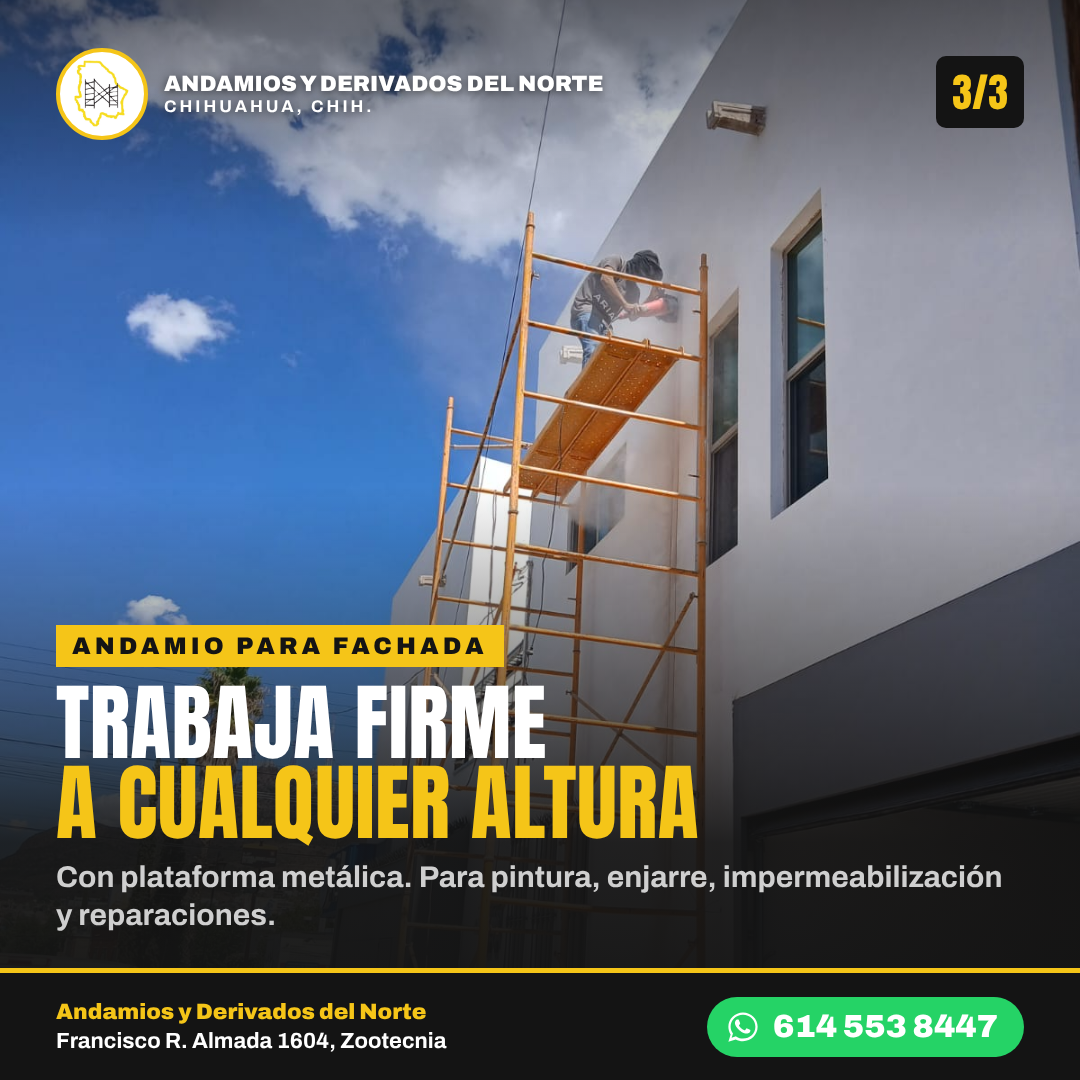 ANDAMIOS Y DERIVADOS DEL NORTE
CHIHUAHUA, CHIH.
3/3
ARIA
ANDAMIO PARA FACHADA
TRABAJA FIRME
A CUALQUIER ALTURA
Con plataforma metálica. Para pintura, enjarre, impermeabilización
y reparaciones.
Andamios y Derivados del Norte
Francisco R. Almada 1604, Zootecnia
614 553 8447